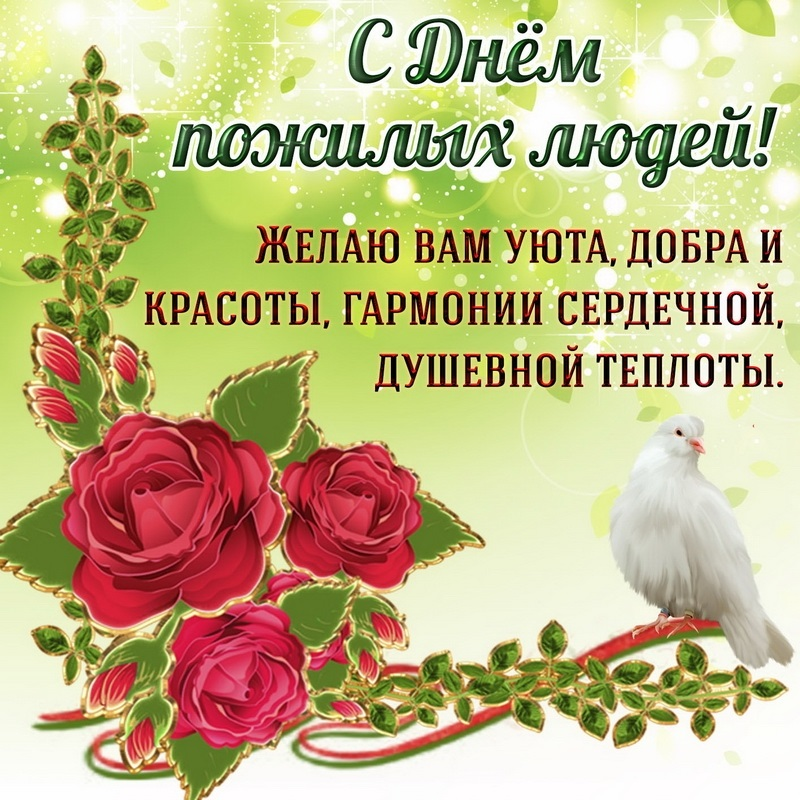 С Днём
пожилых людей!
Желаю вам уюта, добра и
красоты, гармонии сердечной,
душевной теплоты.